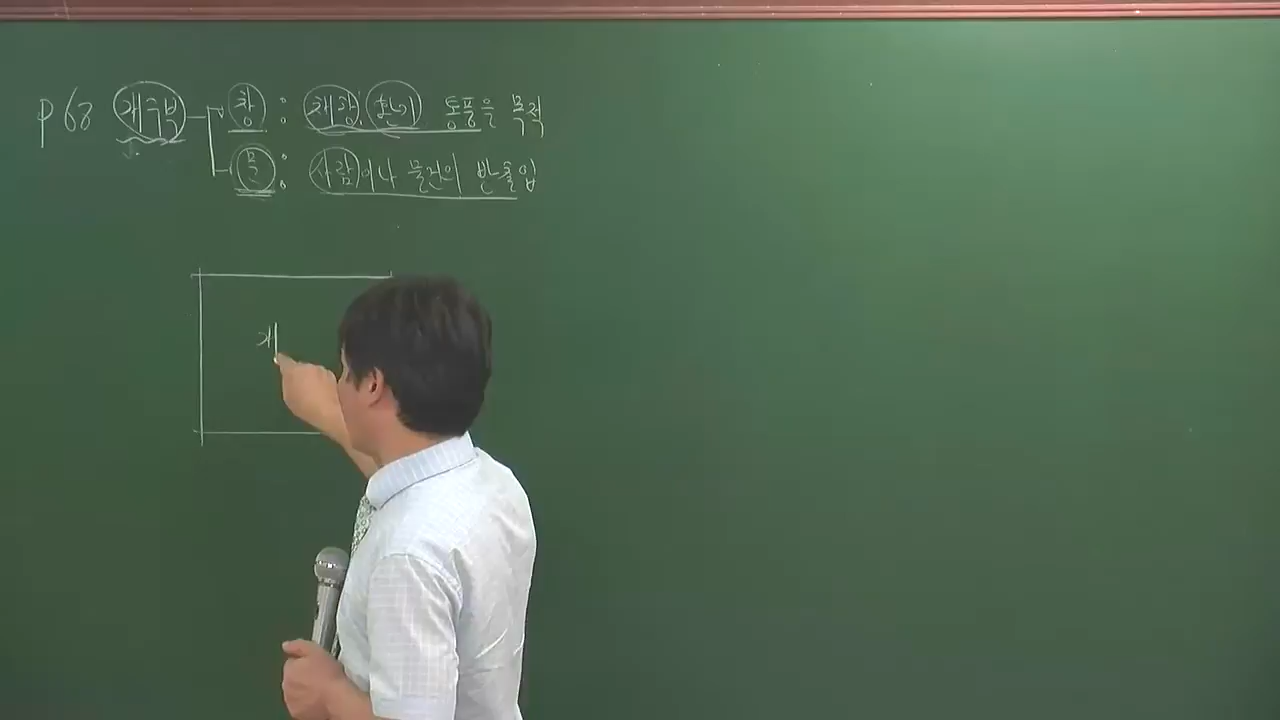 P 68 개구부 창 : 채광, 환기 통풍을 목적
문 : 사람이나 물건의 반출입
개